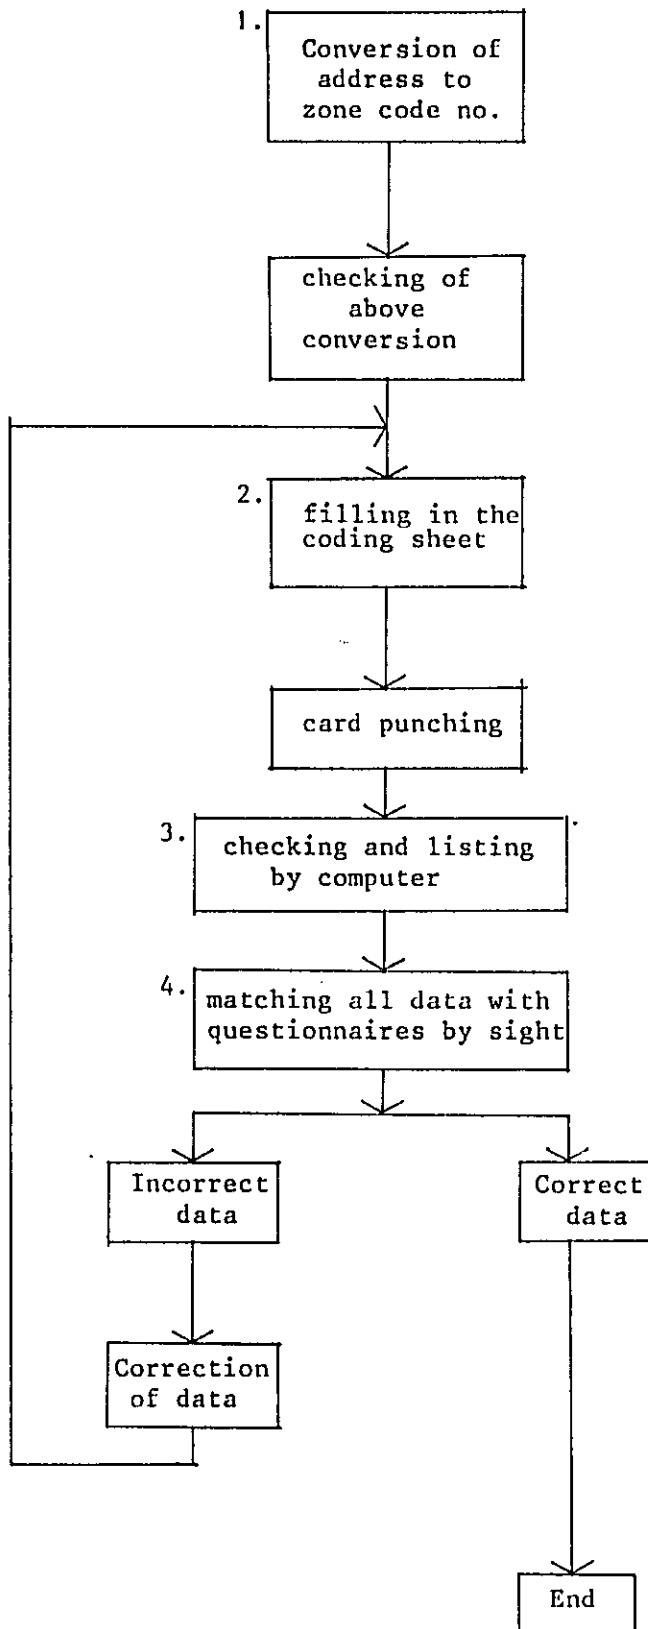 1.
Conversion of
address to
zone code no.
checking of
above
conversion
2.
filling in the
coding sheet
card punching
3.
checking and listing
by computer
4.
matching all data with
questionnaires by sight
Incorrect
data
Correct
data
Correction
of data
End